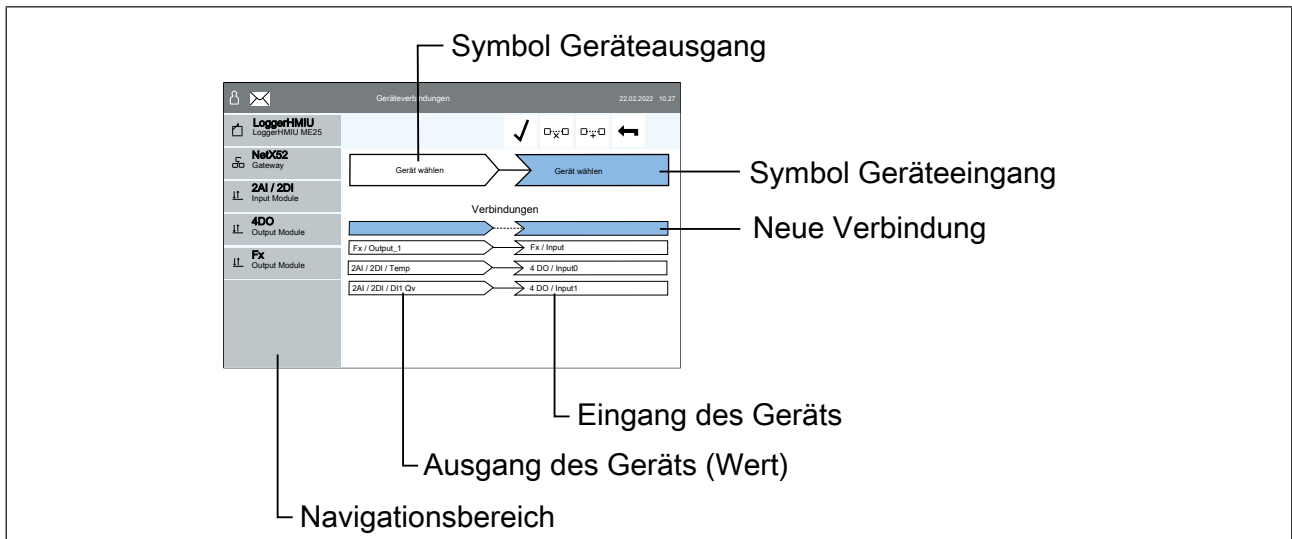 Symbol Geräteausgang
Geräteverbindungen 22.02.2022 10.27
LoggerHMIU
LoggerHMIU ME25
NetX52
Gateway
2AI / 2DI
Input Module
4DO
Output Module
Fx
Output Module
Gerät wählen Gerät wählen
Symbol Geräteeingang
Verbindungen
Neue Verbindung
Fx / Output_1 Fx / Input
2AI / 2DI / Temp 4 DO / Input0
2AI / 2DI / DI1 Qv 4 DO / Input1
Eingang des Geräts
Ausgang des Geräts (Wert)
Navigationsbereich